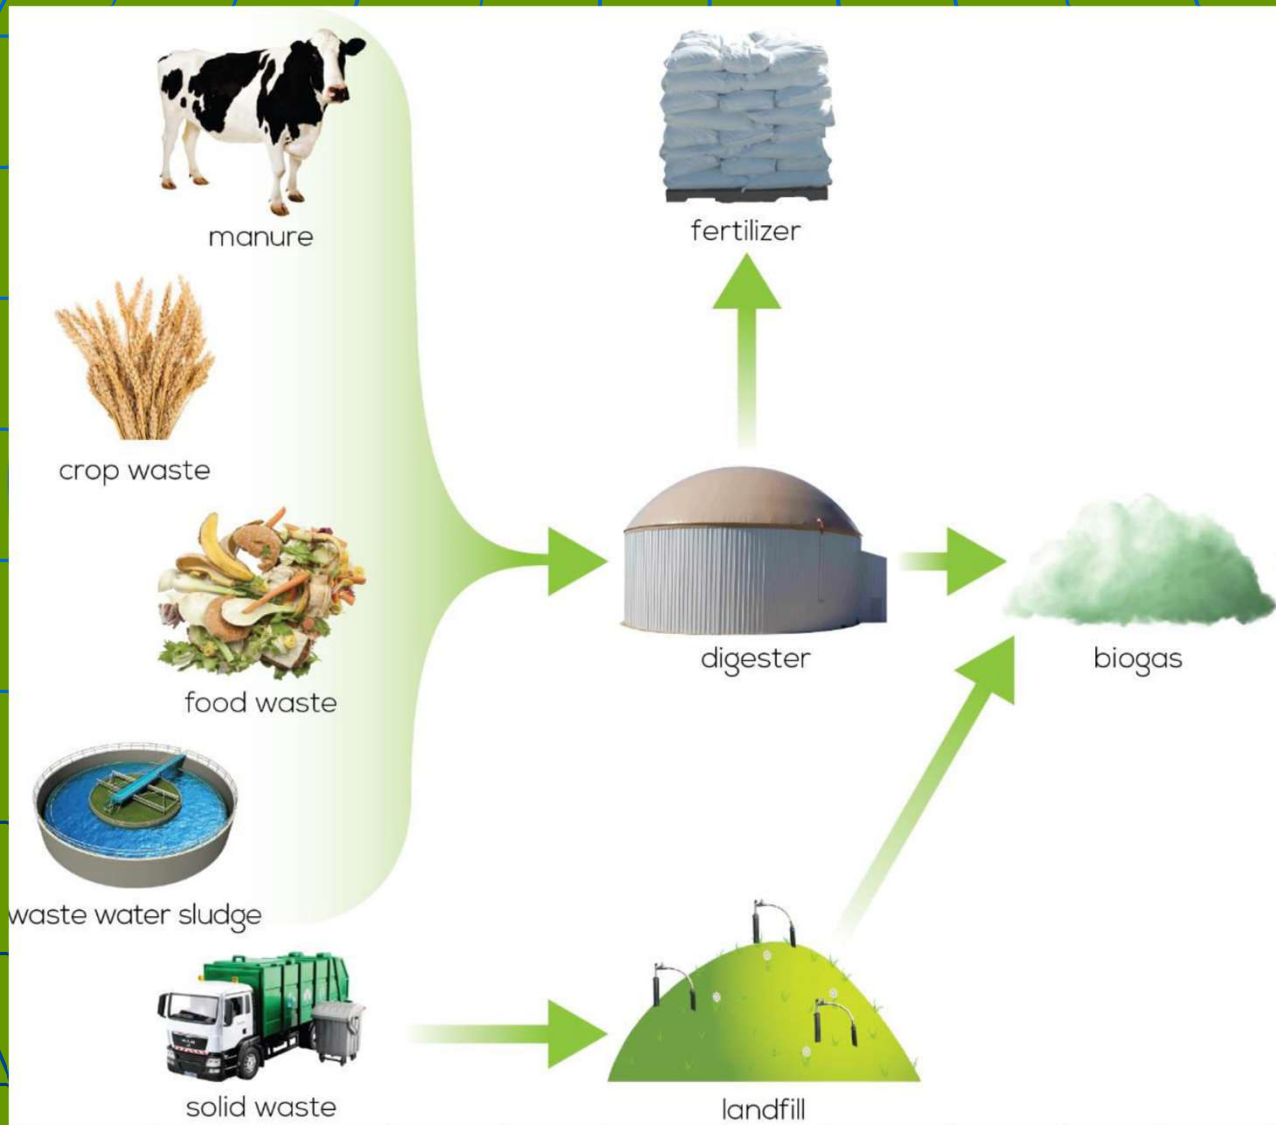 manure
fertilizer
crop waste
digester
biogas
food waste
waste water sludge
solid waste
landfill